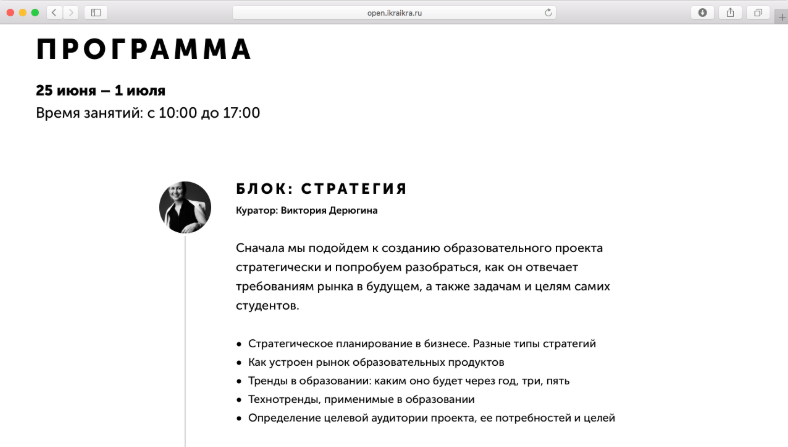 open.ikraikra.ru
ПРОГРАММА
25 июня – 1 июля
Время занятий: с 10:00 до 17:00
БЛОК: СТРАТЕГИЯ
Куратор: Виктория Дерюгина
Сначала мы подойдем к созданию образовательного проекта
стратегически и попробуем разобраться, как он отвечает
требованиям рынка в будущем, а также задачам и целям самих
студентов.
• Стратегическое планирование в бизнесе. Разные типы стратегий
• Как устроен рынок образовательных продуктов
• Тренды в образовании: каким оно будет через год, три, пять
• Технотренды, применимые в образовании
• Определение целевой аудитории проекта, ее потребностей и целей